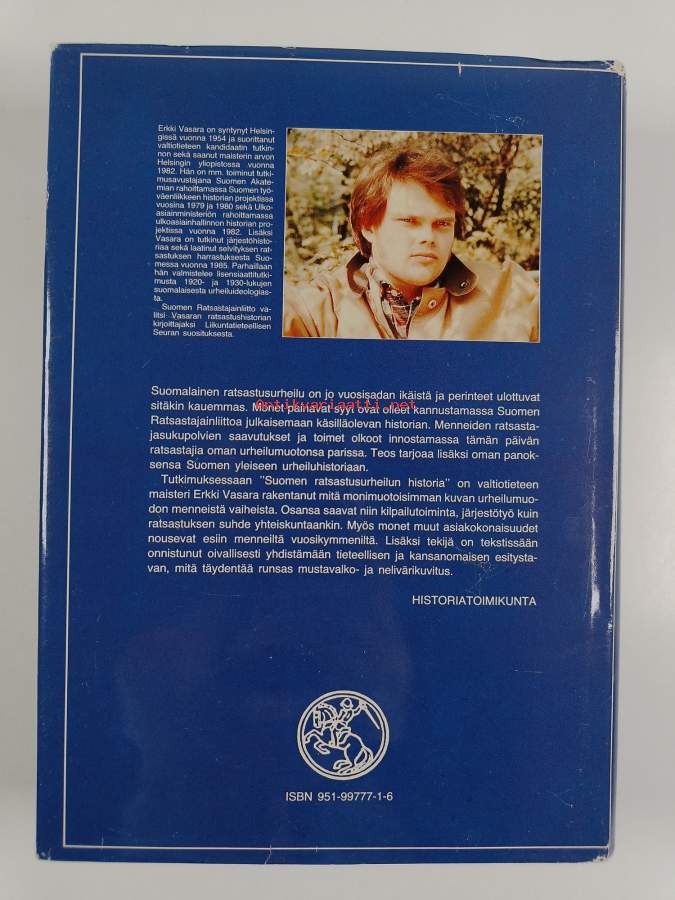 Erkki Vasara on syntynyt Helsin-
gissä vuonna 1954 ja suorittanut
valtiotieteen kandidaatin tutkin-
non sekä saanut maisterin arvon
Helsingin yliopistossa vuonna
1982. Hän on mm. toiminut tutki-
musavustajana Suomen Akate-
mian rahoittamassa Suomen työ-
väenliikkeen historian projektissa
vuosina 1979 ja 1980 sekä Ulko-
asiainministeriön rahoittamassa
ulkoasiainhallinnon historian pro-
jektissa vuonna 1982. Lisäksi
Vasara on tutkinut järjestöhisto-
riaa sekä laatinut selvityksen rat-
sastuksen harrastuksesta Suo-
messa vuonna 1985. Parhaillaan
hän valmistelee lisensiaattitutki-
musta 1920- ja 1930-lukujen
suomalaisesta urheiluideologias-
ta.
Suomen Ratsastajainliitto va-
litsi Vasaran ratsastushistorian
kirjoittajaksi Liikuntatieteellisen
Seuran suosituksesta.
Suomalainen ratsastusurheilu on jo vuosisadan ikäistä ja perinteet ulottuvat
sitäkin kauemmas. Monet painavat syyt ovat olleet kannustamassa Suomen
Antikvariaatti.net
Ratsastajainliittoa julkaisemaan käsilläolevan historian. Menneiden ratsasta-
jasukupolvien saavutukset ja toimet olkoot innostamassa tämän päivän
ratsastajia oman urheilumuotonsa parissa. Teos tarjoaa lisäksi oman panok-
sensa Suomen yleiseen urheiluhistoriaan.
Tutkimuksessaan "Suomen ratsastusurheilun historia" on valtiotieteen
maisteri Erkki Vasara rakentanut mitä monimuotoisimman kuvan urheilumuo-
don menneistä vaiheista. Osansa saavat niin kilpailutoiminta, järjestötyö kuin
ratsastuksen suhde yhteiskuntaankin. Myös monet muut asiakokonaisuudet
nousevat esiin menneiltä vuosikymmeniltä. Lisäksi tekijä on tekstissään
onnistunut oivallisesti yhdistämään tieteellisen ja kansanomaisen esitysta-
van, mitä täydentää runsas mustavalko- ja nelivärikuvitus.
HISTORIATOIMIKUNTA
ISBN 951-99777-1-6